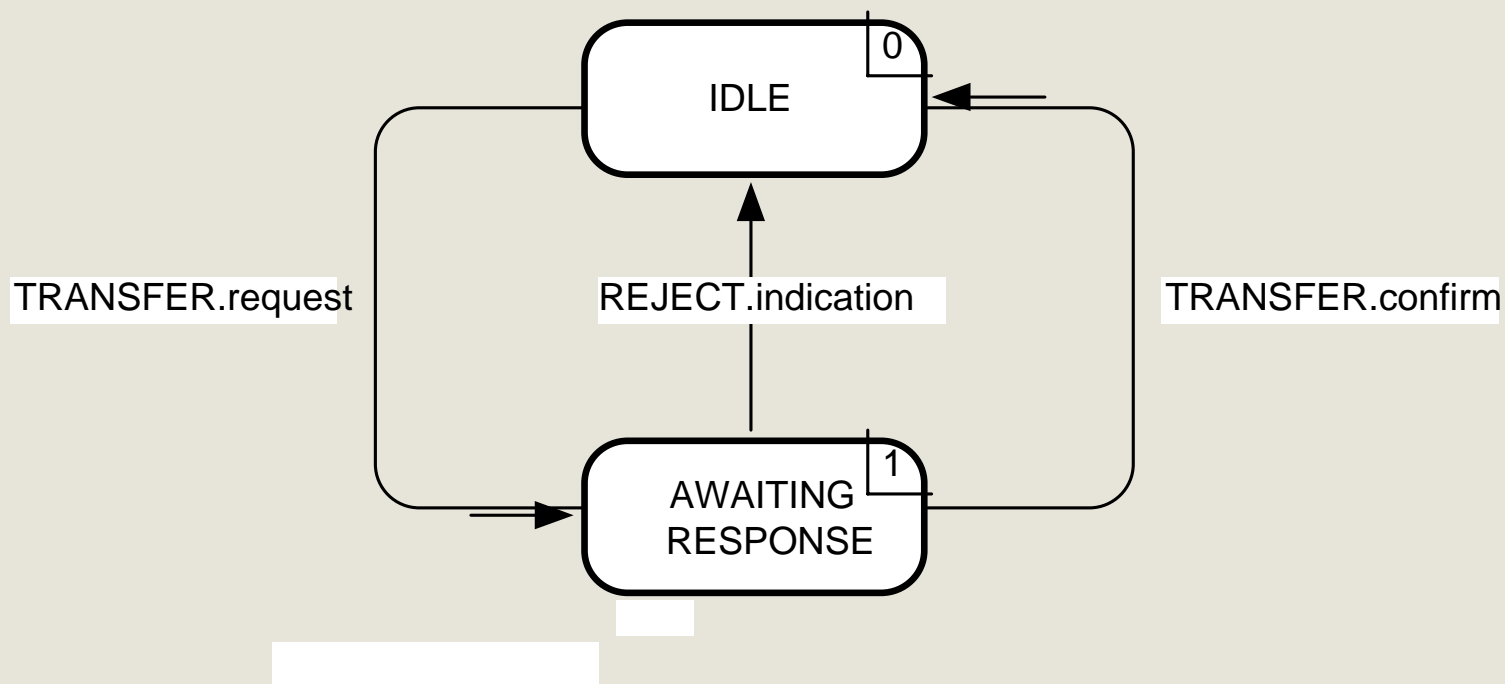 0
IDLE
TRANSFER.request
REJECT.indication
TRANSFER.confirm
1
AWAITING
RESPONSE